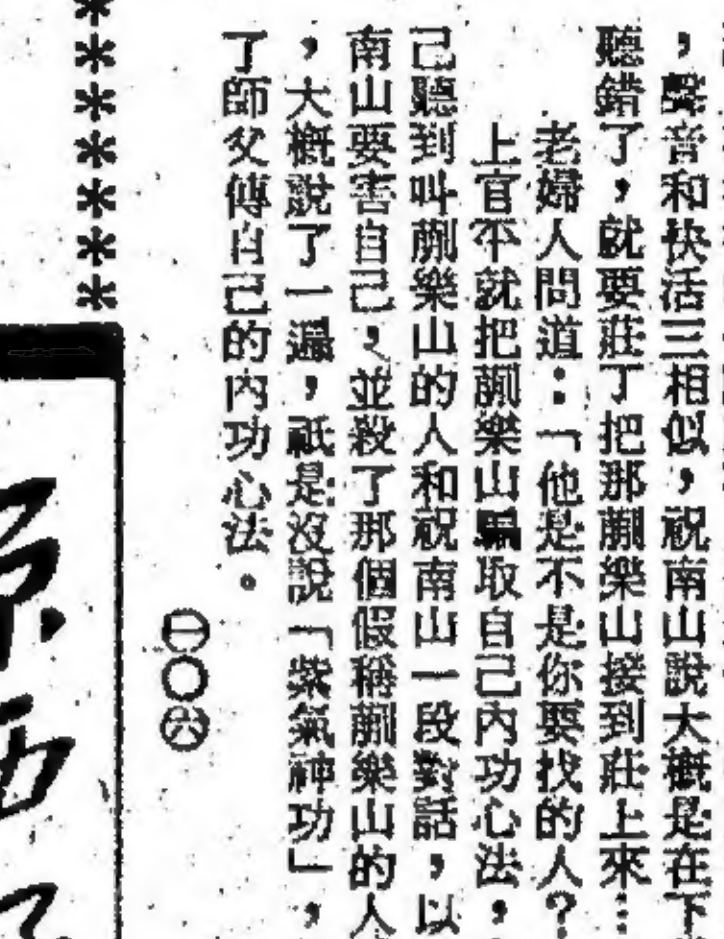 ，聲音和快活三相似，祝南山說大概是在下
聽錯了，就要莊丁把那蒯樂山接到莊上來…
老婦人問道：「他是不是你要找的人？
上官平就把蒯樂山騙取自己內功心法，
己聽到叫蒯樂山的人和祝南山一段對話，以
南山要害自己，並殺了那個假稱蒯樂山的人
，大概說了一遍，祇是沒說「紫氣神功」，
了師父傳自己的內功心法。
一〇六
******